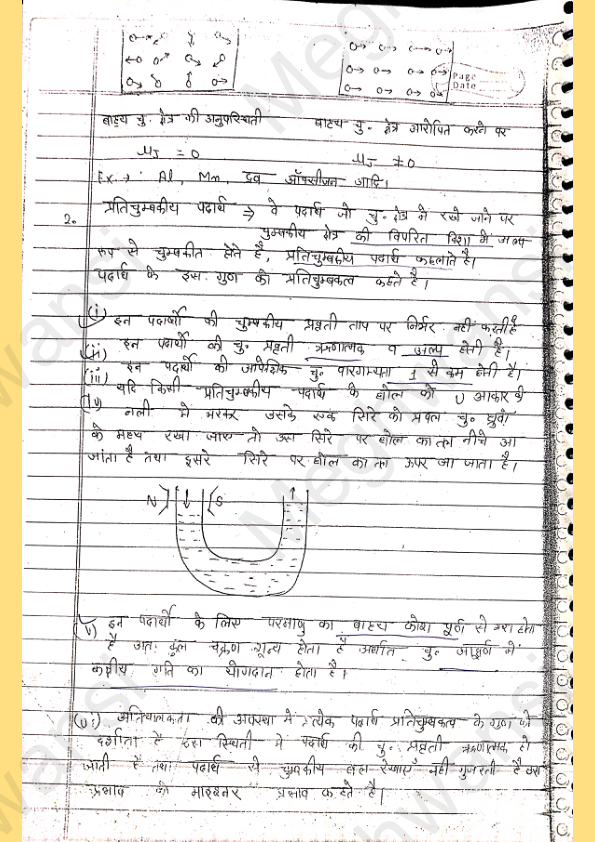 Page
Date
बाह्य चु. क्षेत्र की अनुपस्थिती बाह्य चु. क्षेत्र आरोपित करने पर
μJ = 0 μJ ≠ 0
Ex. → Al, Mn, द्रव ऑक्सीजन आदि।
2. प्रतिचुम्बकीय पदार्थ ⇒ वे पदार्थ जो चु. क्षेत्र में रखे जाने पर
चुम्बकीय क्षेत्र की विपरित दिशा में अल्प
रूप से चुम्बकीत होते है, प्रतिचुम्बकीय पदार्थ कहलाते है।
पदार्थ के इस गुण को प्रतिचुम्बकत्व कहते है।
(i) इन पदार्थो की चुम्बकीय प्रवृती ताप पर निर्भर नही करती है
(ii) इन पदार्थो की चु. प्रवृती ऋणात्मक व अल्प होती है।
(iii) इन पदार्थो की आपेक्षिक चु. पारगम्यता 1 से कम होती है।
(iv) यदि किसी प्रतिचुम्बकीय पदार्थ के घोल को U आकार की
नली में भरकर उसके एक सिरे को प्रबल चु. ध्रुवो
के मध्य रखा जाए तो उस सिरे पर घोल का तल नीचे आ
जाता है तथा दूसरे सिरे पर घोल का तल ऊपर जा जाता है।
N S
(v) इन पदार्थो के लिए परमाणु का बाह्य कोश पूर्ण से भरा होता
है अतः कुल चक्रण शून्य होता है अर्थात चु. आघूर्ण में
कक्षीय गति का योगदान होता है।
(vi) अतिचालकता की अवस्था में प्रत्येक पदार्थ प्रतिचुम्बकत्व के गुण को
दर्शाता है इस स्थिती में पदार्थ की चु. प्रवृती ऋणात्मक हो
जाती है तथा पदार्थ से चुम्बकीय बल रेखाएँ नही गुजरती है इस
प्रभाव को माइस्नर प्रभाव कहते है।
Meghwansi